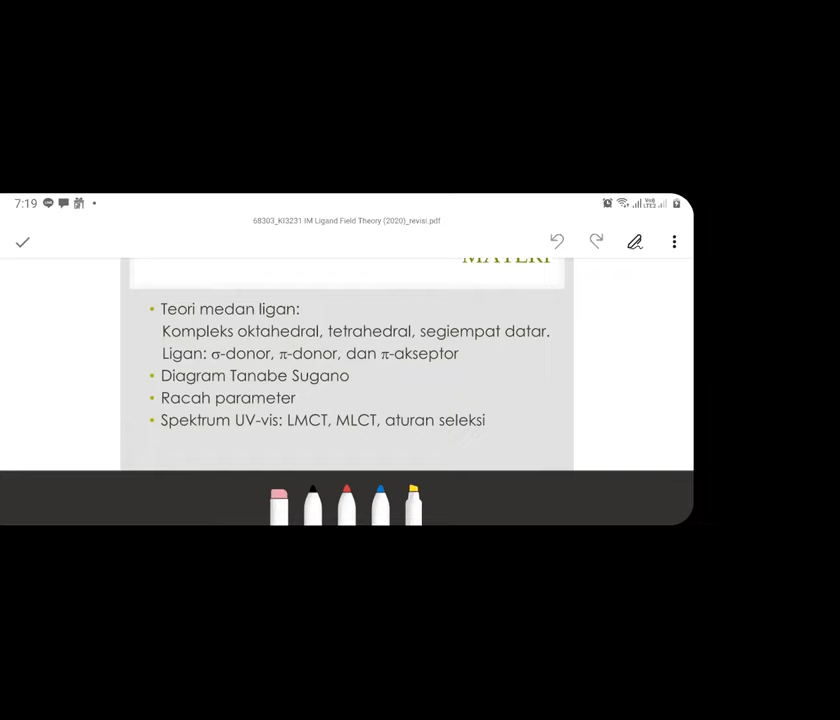 7:19
68303_KI3231 IM Ligand Field Theory (2020)_revisi.pdf
MATERI
• Teori medan ligan:
Kompleks oktahedral, tetrahedral, segiempat datar.
Ligan: σ-donor, π-donor, dan π-akseptor
• Diagram Tanabe Sugano
• Racah parameter
• Spektrum UV-vis: LMCT, MLCT, aturan seleksi